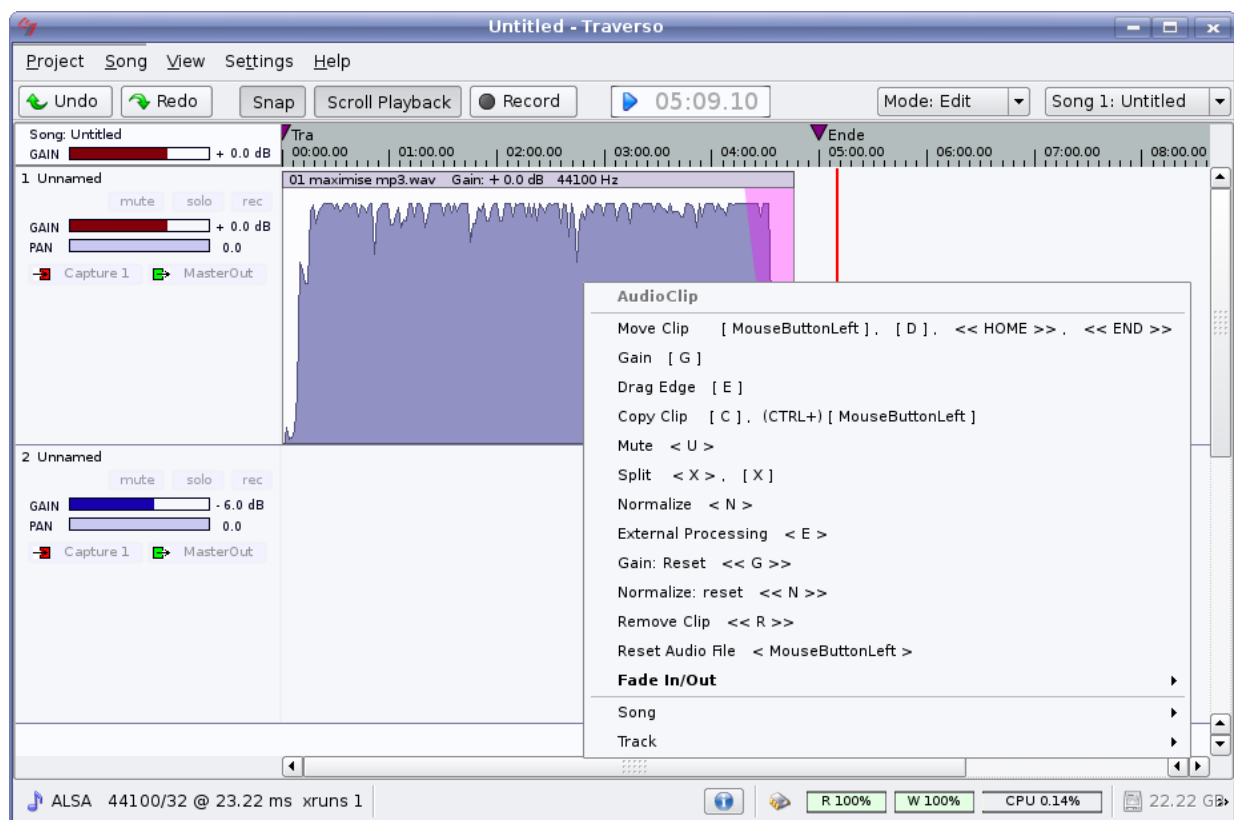 Untitled - Traverso
Project Song View Settings Help
Undo Redo Snap Scroll Playback Record 05:09.10 Mode: Edit Song 1: Untitled
Song: Untitled
GAIN + 0.0 dB
Tra Ende
00:00.00 01:00.00 02:00.00 03:00.00 04:00.00 05:00.00 06:00.00 07:00.00 08:00.00
1 Unnamed
mute solo rec
GAIN + 0.0 dB
PAN 0.0
Capture 1 MasterOut
01 maximise mp3.wav Gain: + 0.0 dB 44100 Hz
2 Unnamed
mute solo rec
GAIN - 6.0 dB
PAN 0.0
Capture 1 MasterOut
AudioClip
Move Clip [ MouseButtonLeft ] , [ D ] , << HOME >> , << END >>
Gain [ G ]
Drag Edge [ E ]
Copy Clip [ C ] , (CTRL+) [ MouseButtonLeft ]
Mute < U >
Split < X > , [ X ]
Normalize < N >
External Processing < E >
Gain: Reset << G >>
Normalize: reset << N >>
Remove Clip << R >>
Reset Audio File < MouseButtonLeft >
Fade In/Out
Song
Track
ALSA 44100/32 @ 23.22 ms xruns 1
R 100% W 100% CPU 0.14% 22.22 GB